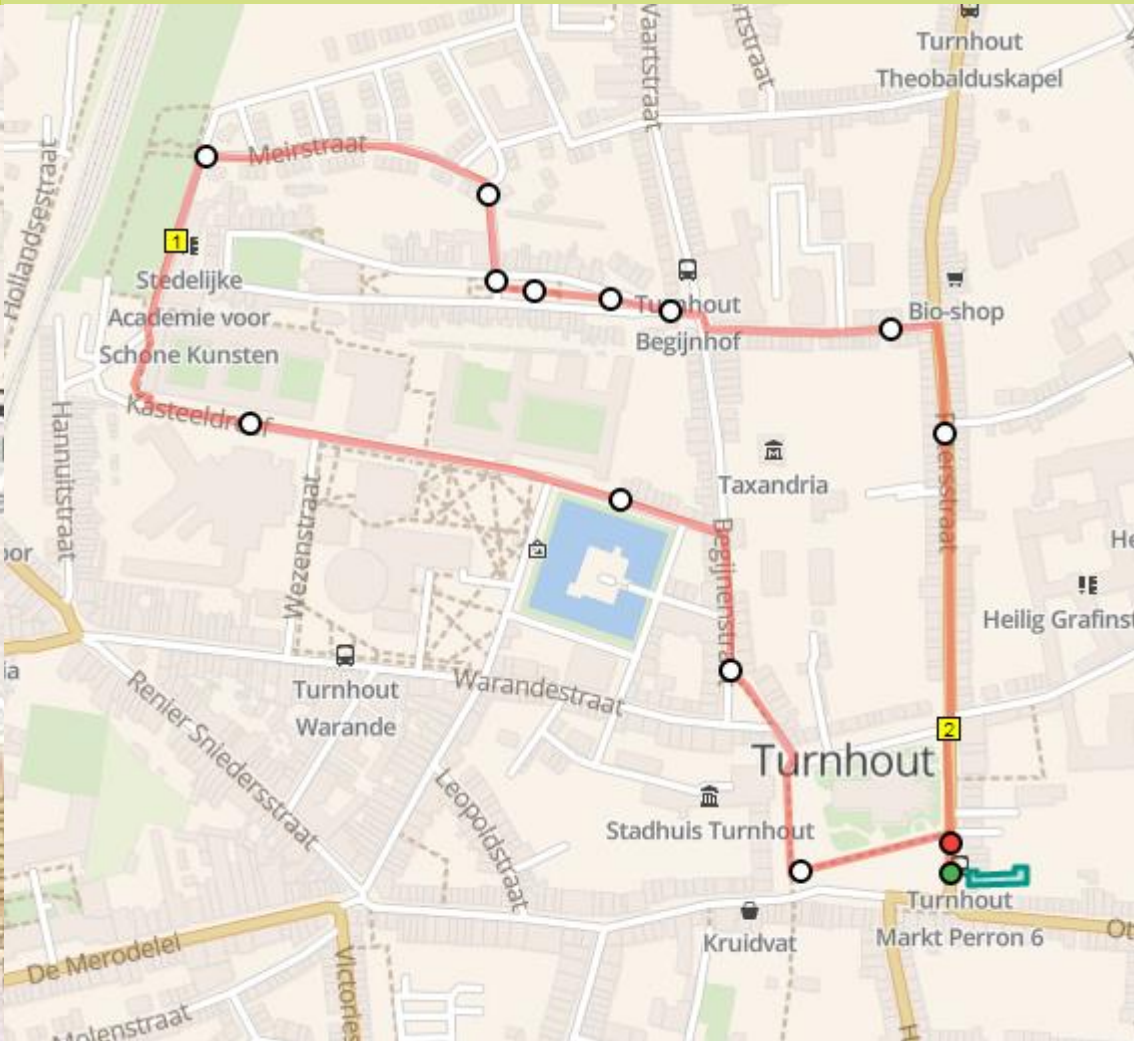 Vaartstraat
Turnhout
Theobalduskapel
Meirstraat
Hollandsestraat
1
Stedelijke
Academie voor
Schone Kunsten
Turnhout
Begijnhof
Bio-shop
Kasteeldreef
Hannuitstraat
Wezenstraat
Taxandria
Begijnenstraat
Heilig Grafinst
Turnhout
Warande
Warandestraat
Renier Sniedersstraat
Leopoldstraat
2
Turnhout
Stadhuis Turnhout
Turnhout
Markt Perron 6
Kruidvat
De Merodelei
Molenstraat